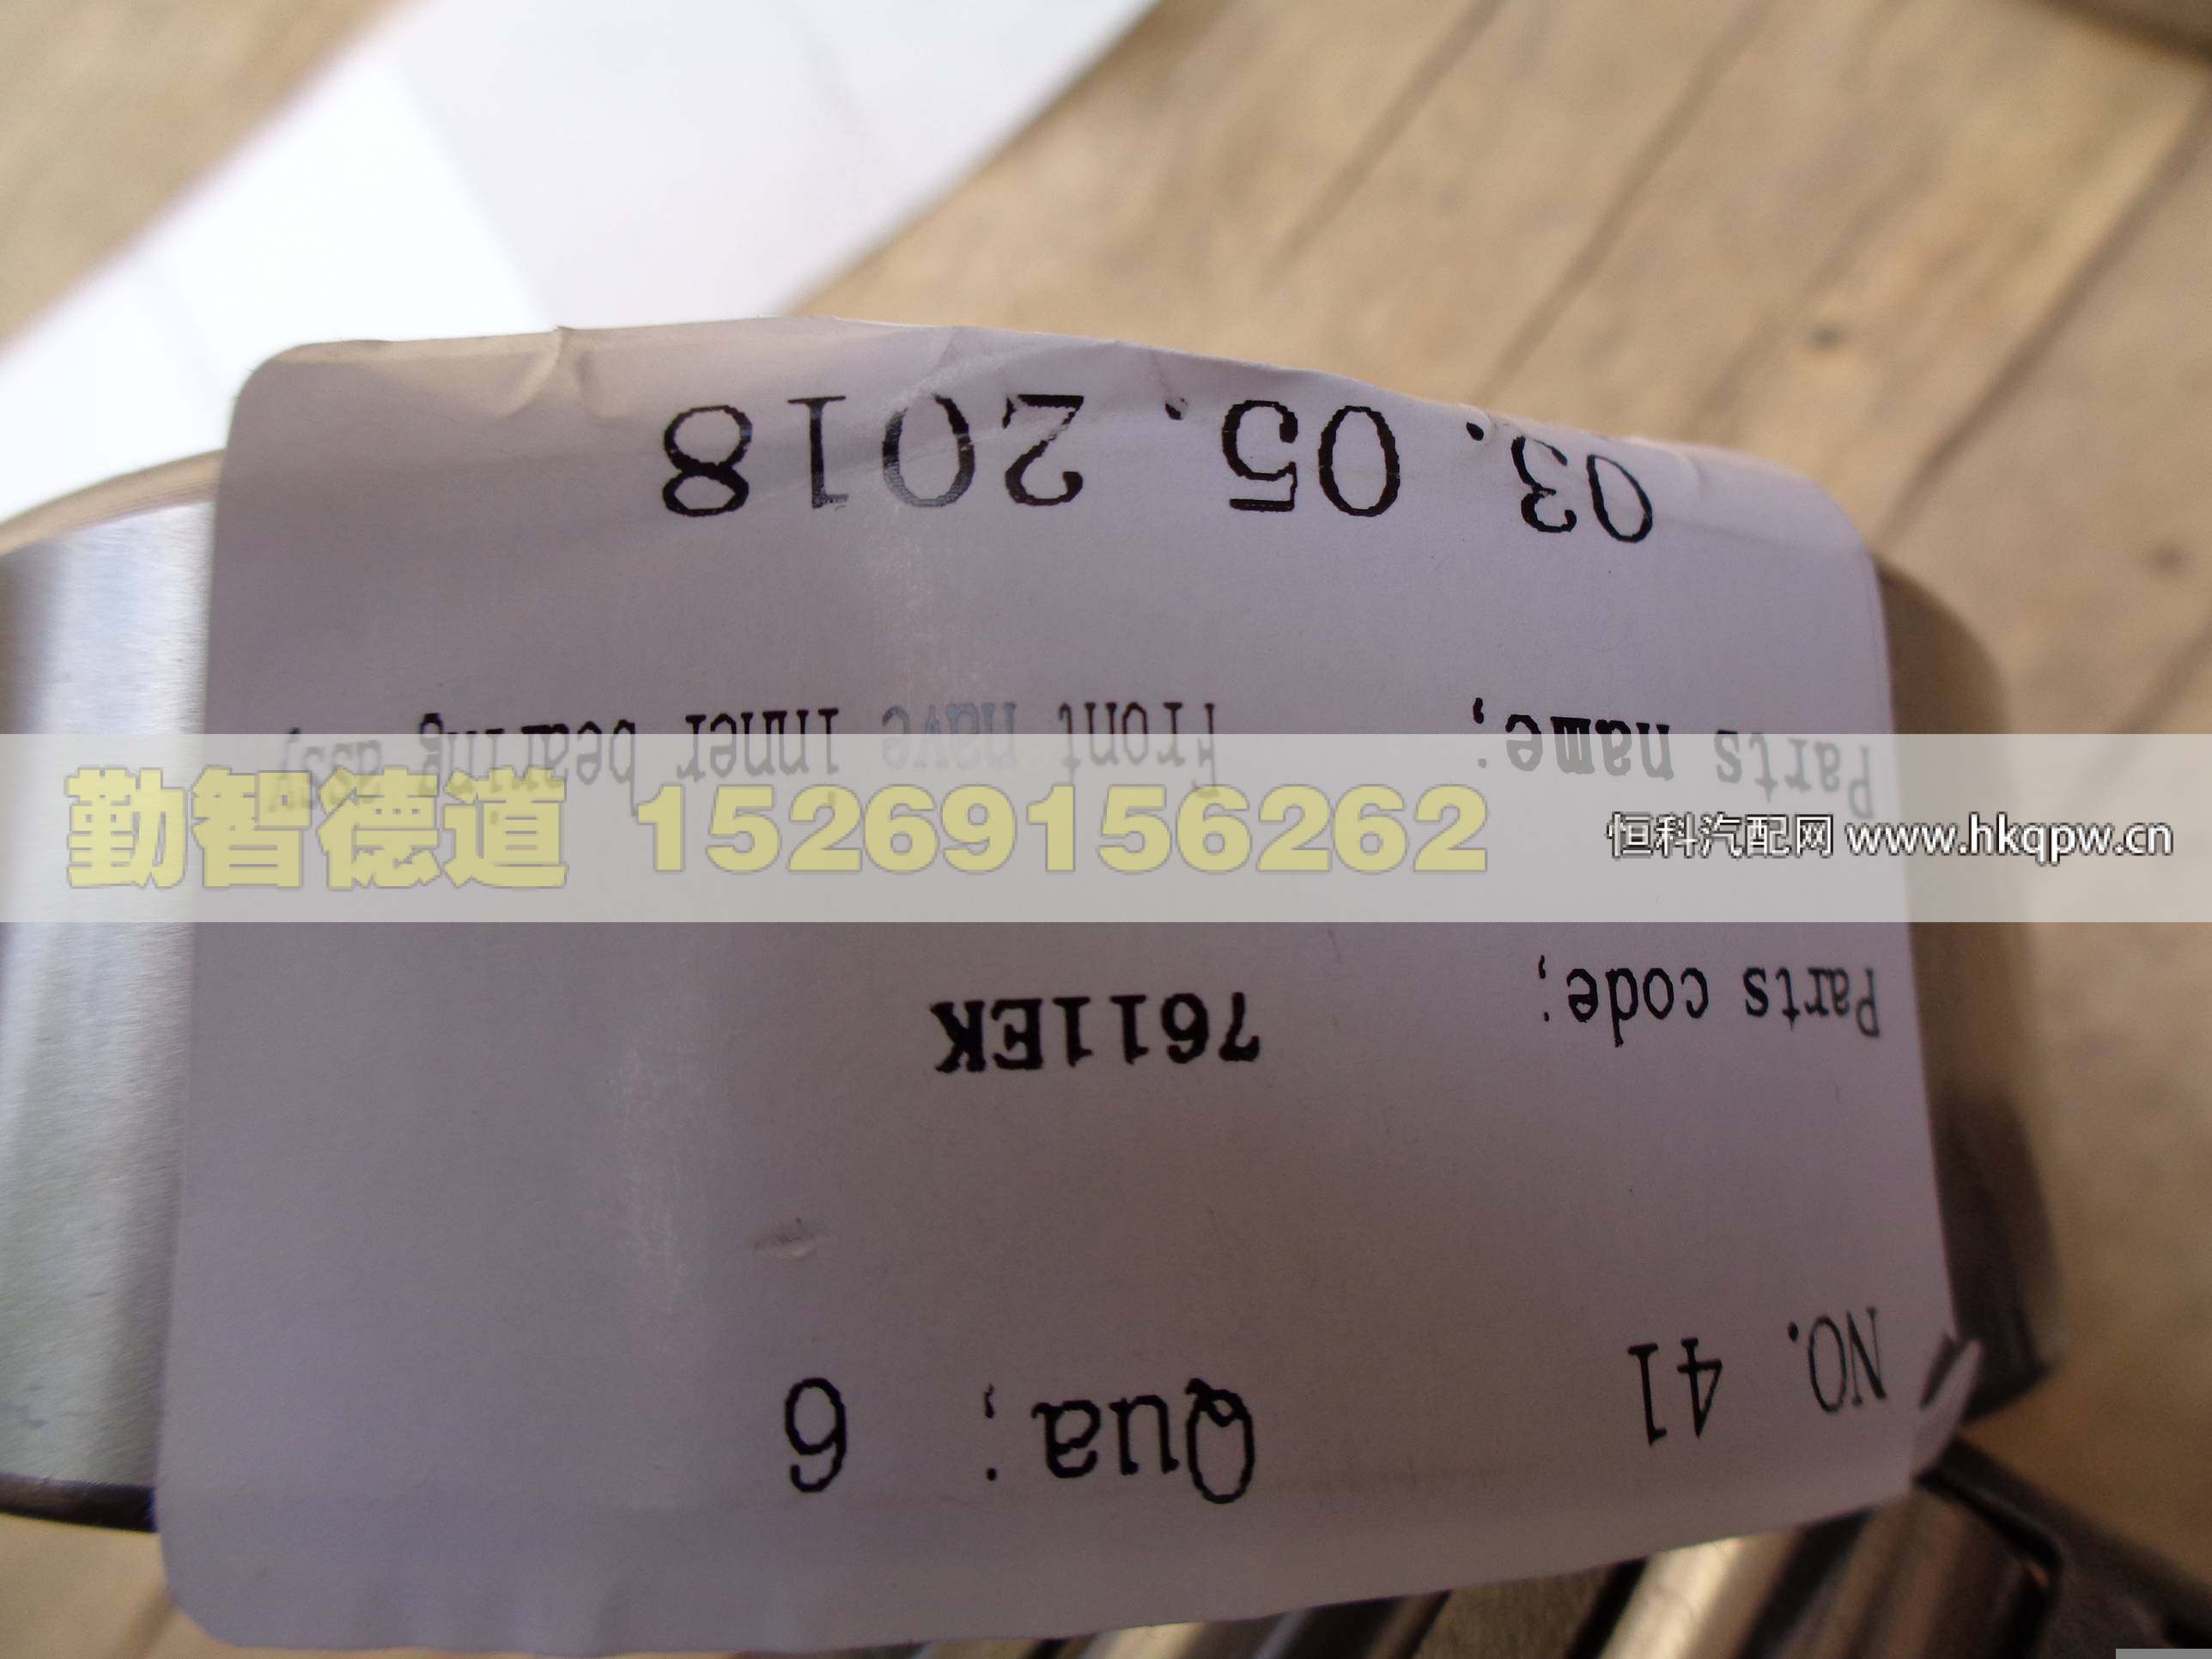 NO. 41 Qua: 6
Parts code: 7611EK
Parts name: Front nave inner bearing assy
03. 05. 2018
勤智德道 15269156262
恒科汽配网 www.hkqpw.cn